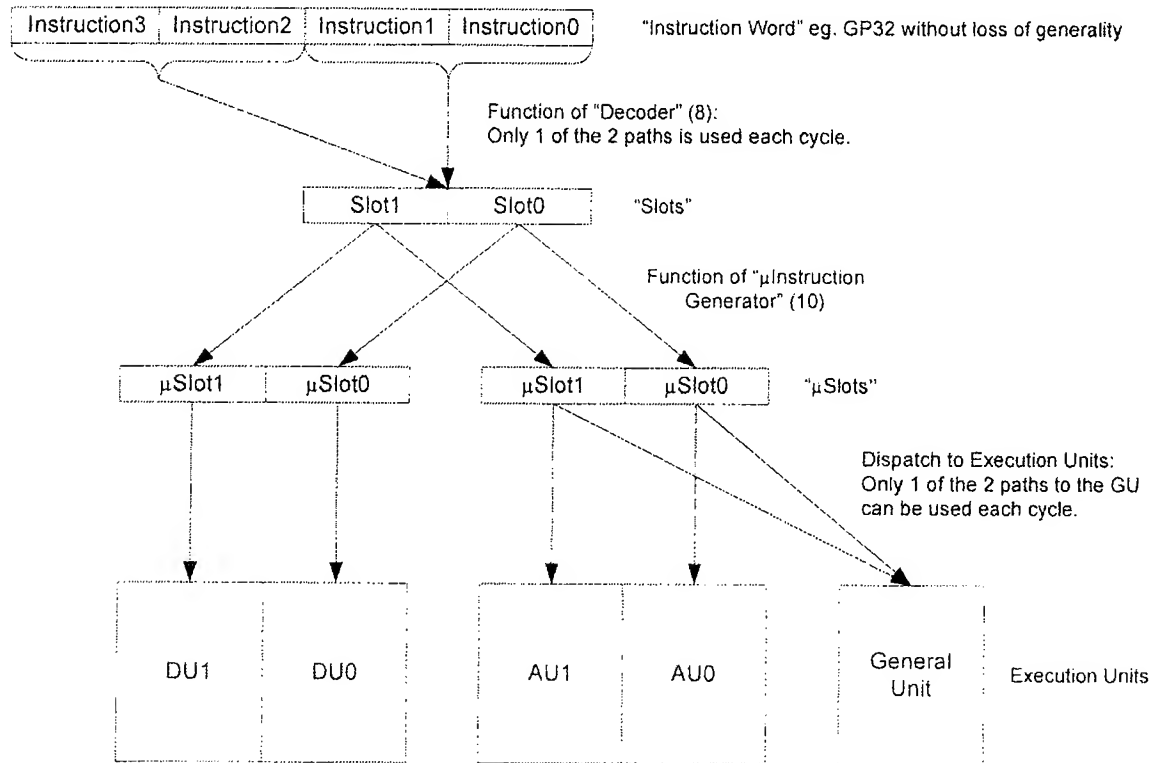 Instruction3 Instruction2 Instruction1 Instruction0 "Instruction Word" eg. GP32 without loss of generality
Function of "Decoder" (8):
Only 1 of the 2 paths is used each cycle.
Slot1 Slot0 "Slots"
Function of "μInstruction
Generator" (10)
μSlot1 μSlot0 μSlot1 μSlot0 "μSlots"
Dispatch to Execution Units:
Only 1 of the 2 paths to the GU
can be used each cycle.
DU1 DU0 AU1 AU0 General
Unit Execution Units